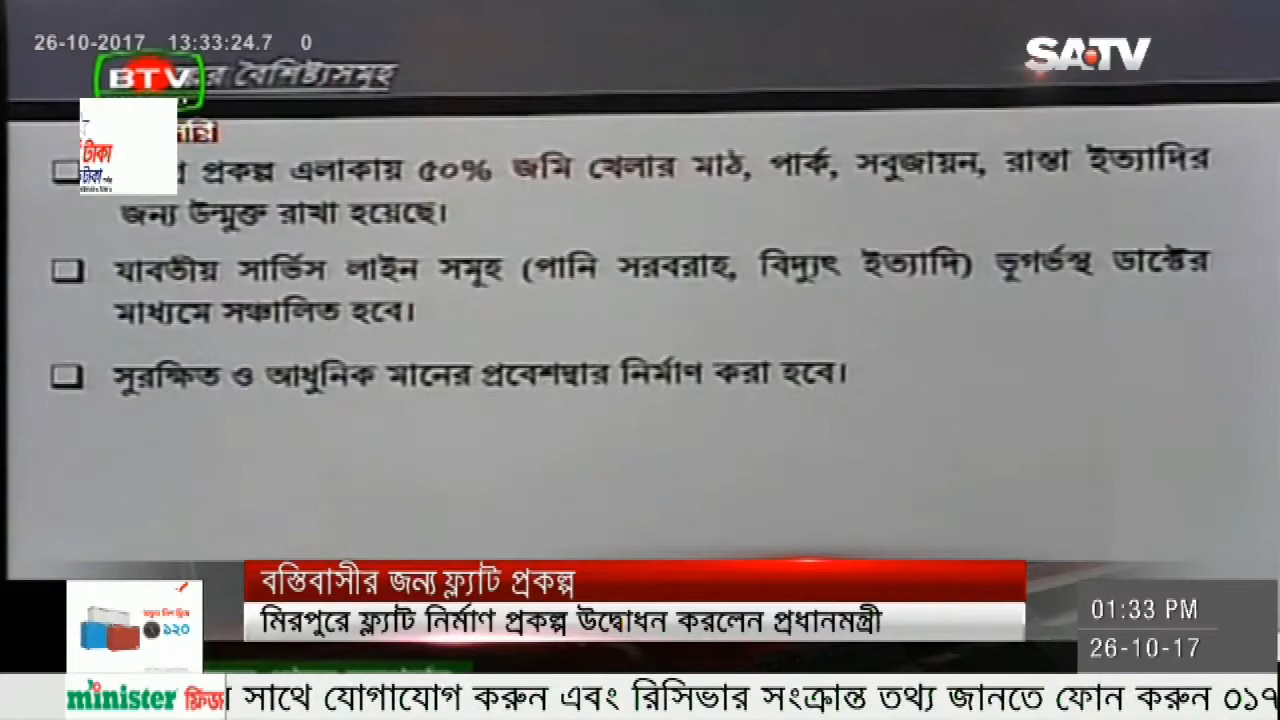 26-10-2017 13:33:24.7 0
SATV
BTV বৈশিষ্ট্যসমূহ
টাকা
টাকা
প্রকল্প এলাকায় ৫০% জমি খেলার মাঠ, পার্ক, সবুজায়ন, রাস্তা ইত্যাদির
জন্য উন্মুক্ত রাখা হয়েছে।
যাবতীয় সার্ভিস লাইন সমূহ (পানি সরবরাহ, বিদ্যুৎ ইত্যাদি) ভূগর্ভস্থ ডাক্টের
মাধ্যমে সঞ্চালিত হবে।
সুরক্ষিত ও আধুনিক মানের প্রবেশদ্বার নির্মাণ করা হবে।
বস্তিবাসীর জন্য ফ্ল্যাট প্রকল্প
মিরপুরে ফ্ল্যাট নির্মাণ প্রকল্প উদ্বোধন করলেন প্রধানমন্ত্রী
১২০
01:33 PM
26-10-17
minister ফ্রিজ
সাথে যোগাযোগ করুন এবং রিসিভার সংক্রান্ত তথ্য জানতে ফোন করুন ০১৭